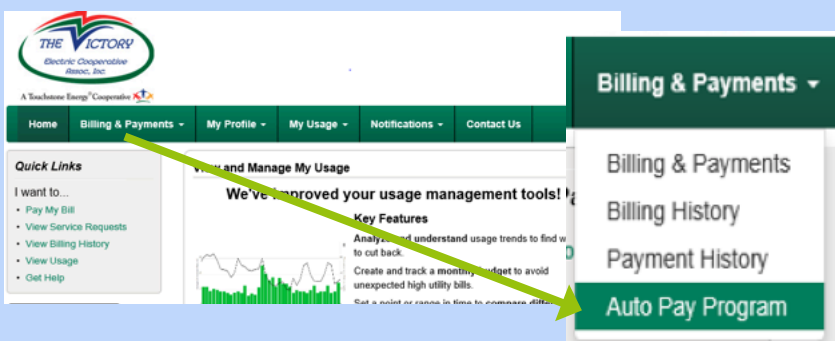 THE VICTORY
Electric Cooperative
Assoc, Inc.
A Touchstone Energy® Cooperative
Home Billing & Payments My Profile My Usage Notifications Contact Us
Quick Links
I want to...
• Pay My Bill
• View Service Requests
• View Billing History
• View Usage
• Get Help
View and Manage My Usage
We've improved your usage management tools!
Key Features
Analyze and understand usage trends to find
to cut back.
Create and track a monthly budget to avoid
unexpected high utility bills.
Set a point or range in time to compare
Billing & Payments
Billing & Payments
Billing History
Payment History
Auto Pay Program